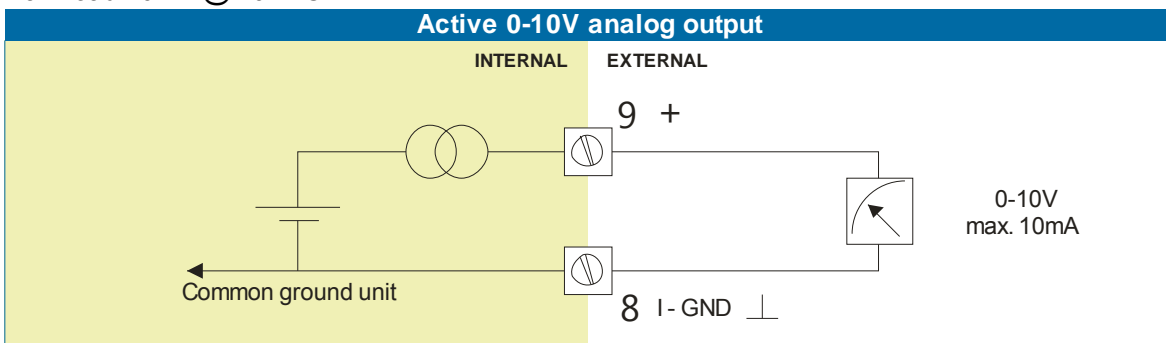 Active 0-10V analog output
INTERNAL EXTERNAL
9 +
0-10V
max. 10mA
Common ground unit
8 I - GND